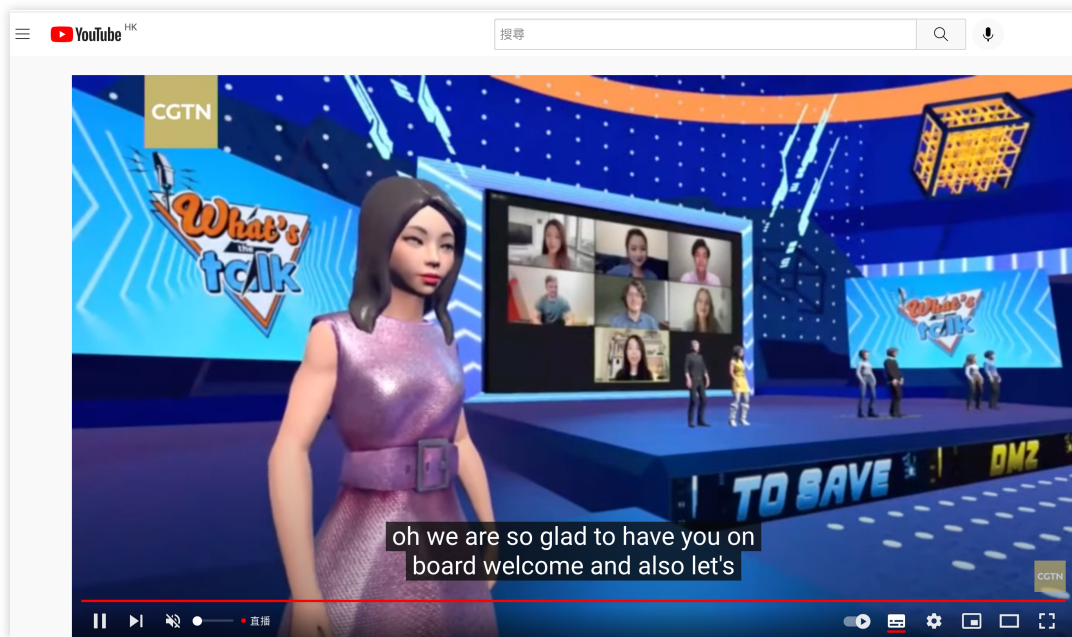 YouTube HK
搜尋
CGTN
What's
the
talk
What's
talk
TO SAVE
DMZ
oh we are so glad to have you on
board welcome and also let's
CGTN
直播